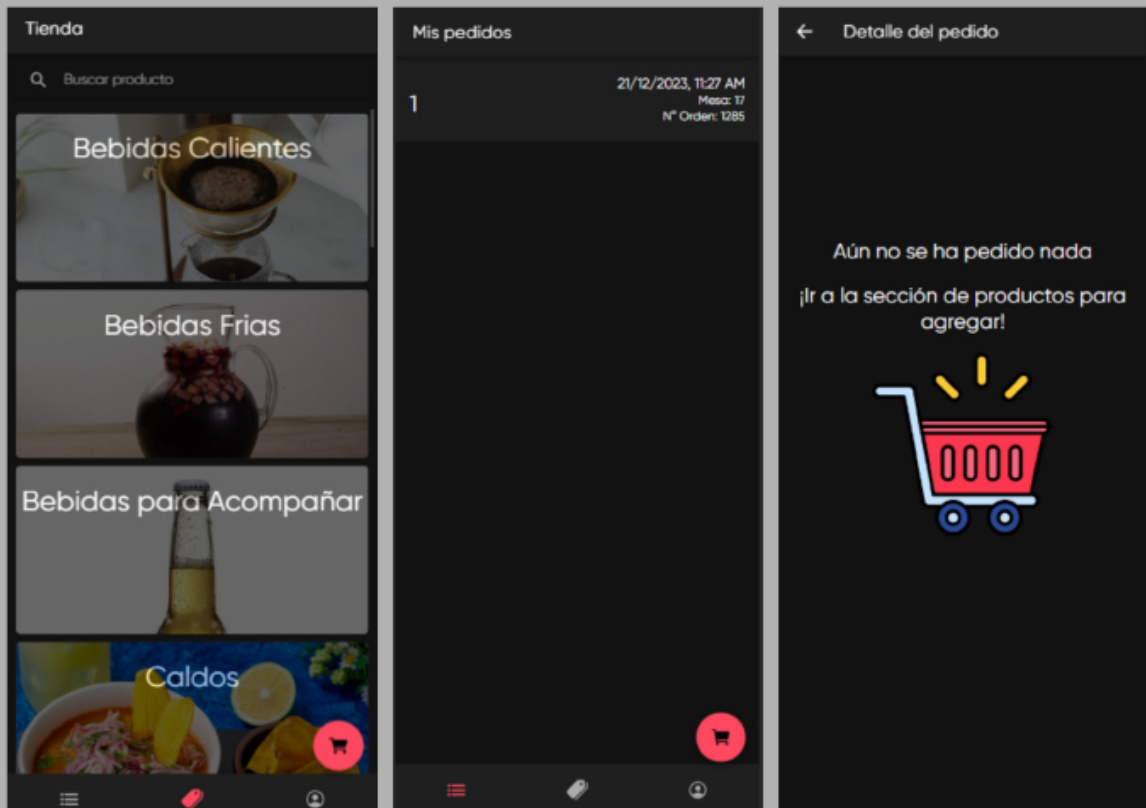 Tienda
Buscar producto
Bebidas Calientes
Bebidas Frias
Bebidas para Acompañar
Caldos
Mis pedidos
1
21/12/2023, 11:27 AM
Mesa: 17
N° Orden: 1285
Detalle del pedido
Aún no se ha pedido nada
¡Ir a la sección de productos para
agregar!